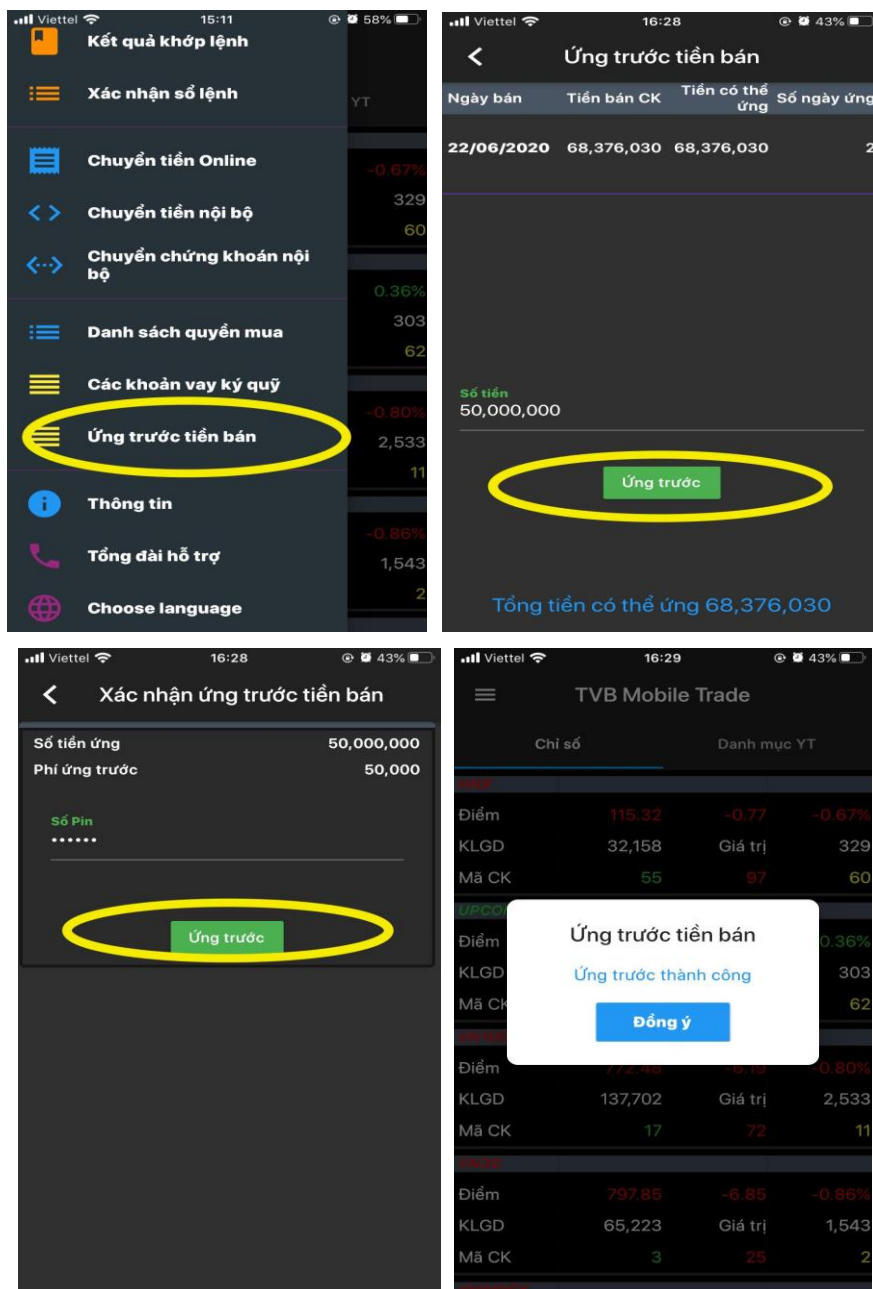 Viettel 15:11 58%
Kết quả khớp lệnh
Xác nhận sổ lệnh
YT
Chuyển tiền Online
-0.67%
Chuyển tiền nội bộ
329
60
Chuyển chứng khoán nội
bộ
0.36%
303
Danh sách quyền mua
62
Các khoản vay ký quỹ
-0.80%
Ứng trước tiền bán
2,533
11
Thông tin
-0.86%
Tổng đài hỗ trợ
1,543
2
Choose language
Viettel 16:28 43%
Ứng trước tiền bán
Ngày bán Tiền bán CK Tiền có thể ứng Số ngày ứng
22/06/2020 68,376,030 68,376,030 2
Số tiền
50,000,000
Ứng trước
Tổng tiền có thể ứng 68,376,030
Viettel 16:28 43%
Xác nhận ứng trước tiền bán
Số tiền ứng 50,000,000
Phí ứng trước 50,000
Số Pin
••••••
Ứng trước
Viettel 16:29 43%
TVB Mobile Trade
Chỉ số Danh mục YT
Điểm 115.32 -0.77 -0.67%
KLGD 32,158 Giá trị 329
Mã CK 55 97 60
Điểm 0.36%
KLGD 303
Mã CK 62
Ứng trước tiền bán
Ứng trước thành công
Đồng ý
Điểm 772.48 -6.19 -0.80%
KLGD 137,702 Giá trị 2,533
Mã CK 17 72 11
Điểm 797.85 -6.85 -0.86%
KLGD 65,223 Giá trị 1,543
Mã CK 3 25 2